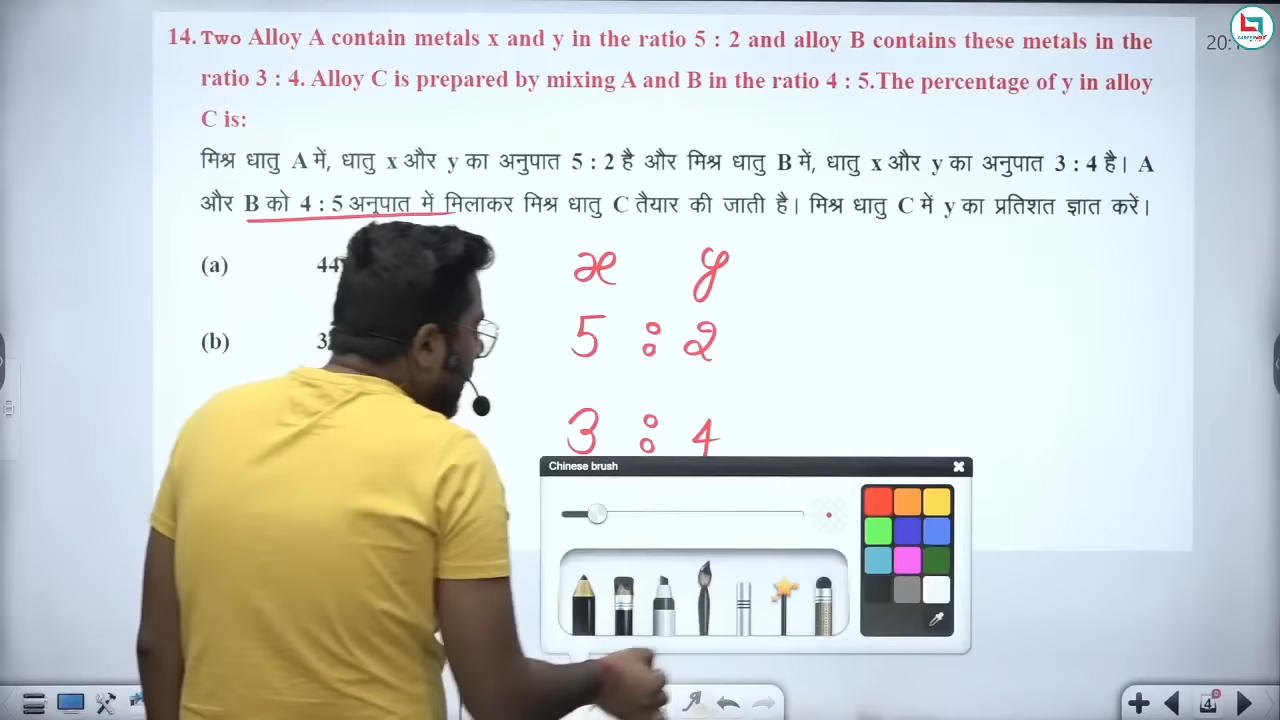 14. Two Alloy A contain metals x and y in the ratio 5 : 2 and alloy B contains these metals in the
ratio 3 : 4. Alloy C is prepared by mixing A and B in the ratio 4 : 5.The percentage of y in alloy
C is:
मिश्र धातु A में, धातु x और y का अनुपात 5 : 2 है और मिश्र धातु B में, धातु x और y का अनुपात 3 : 4 है। A
और B को 4 : 5 अनुपात में मिलाकर मिश्र धातु C तैयार की जाती है। मिश्र धातु C में y का प्रतिशत ज्ञात करें।
(a) 44
x y
5 : 2
(b) 3
3 : 4
Chinese brush